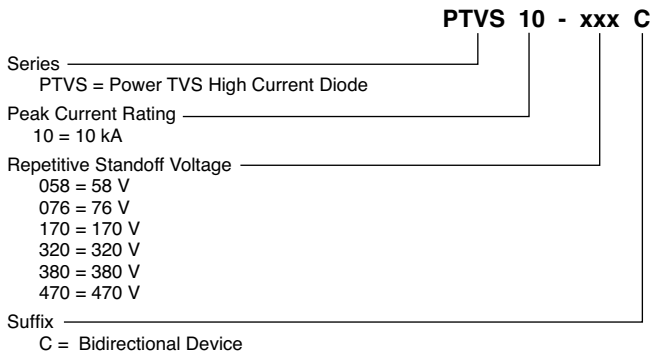 PTVS 10 - xxx C
Series
PTVS = Power TVS High Current Diode
Peak Current Rating
10 = 10 kA
Repetitive Standoff Voltage
058 = 58 V
076 = 76 V
170 = 170 V
320 = 320 V
380 = 380 V
470 = 470 V
Suffix
C = Bidirectional Device